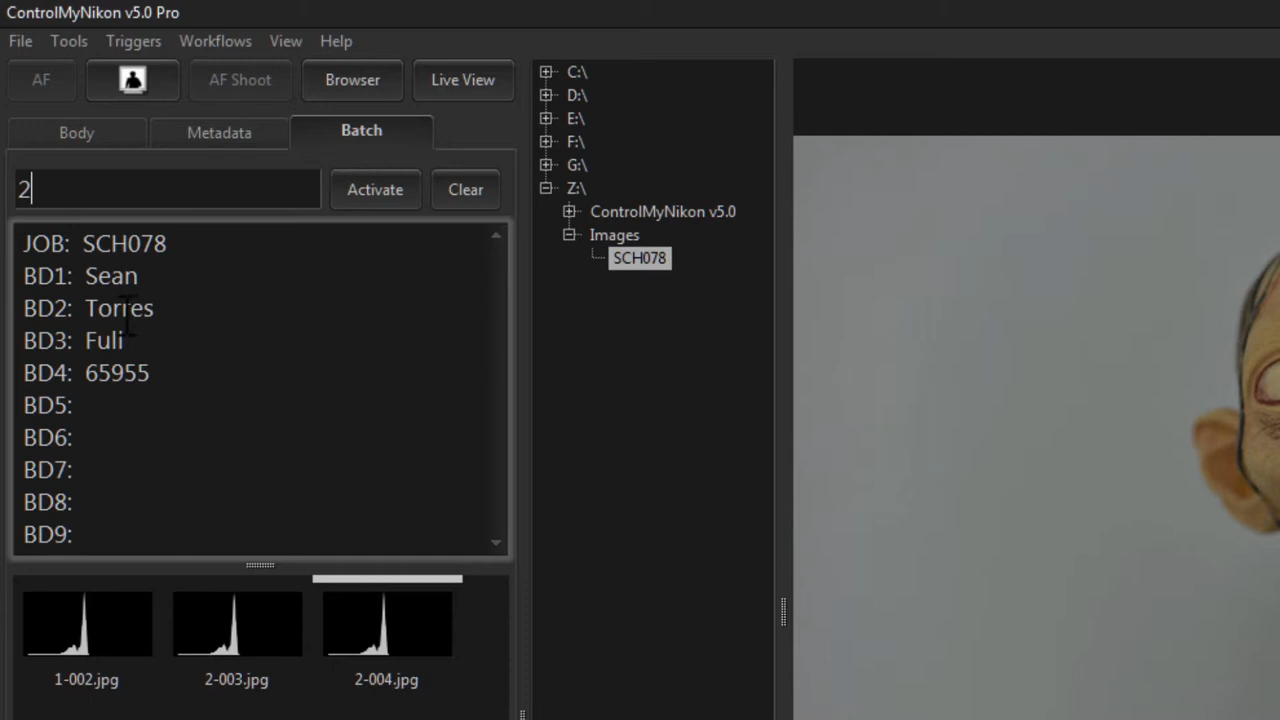 ControlMyNikon v5.0 Pro
File Tools Triggers Workflows View Help
AF AF Shoot Browser Live View
Body Metadata Batch
2 Activate Clear
JOB: SCH078
BD1: Sean
BD2: Torres
BD3: Fuli
BD4: 65955
BD5:
BD6:
BD7:
BD8:
BD9:
1-002.jpg 2-003.jpg 2-004.jpg
C:\
D:\
E:\
F:\
G:\
Z:\
ControlMyNikon v5.0
Images
SCH078